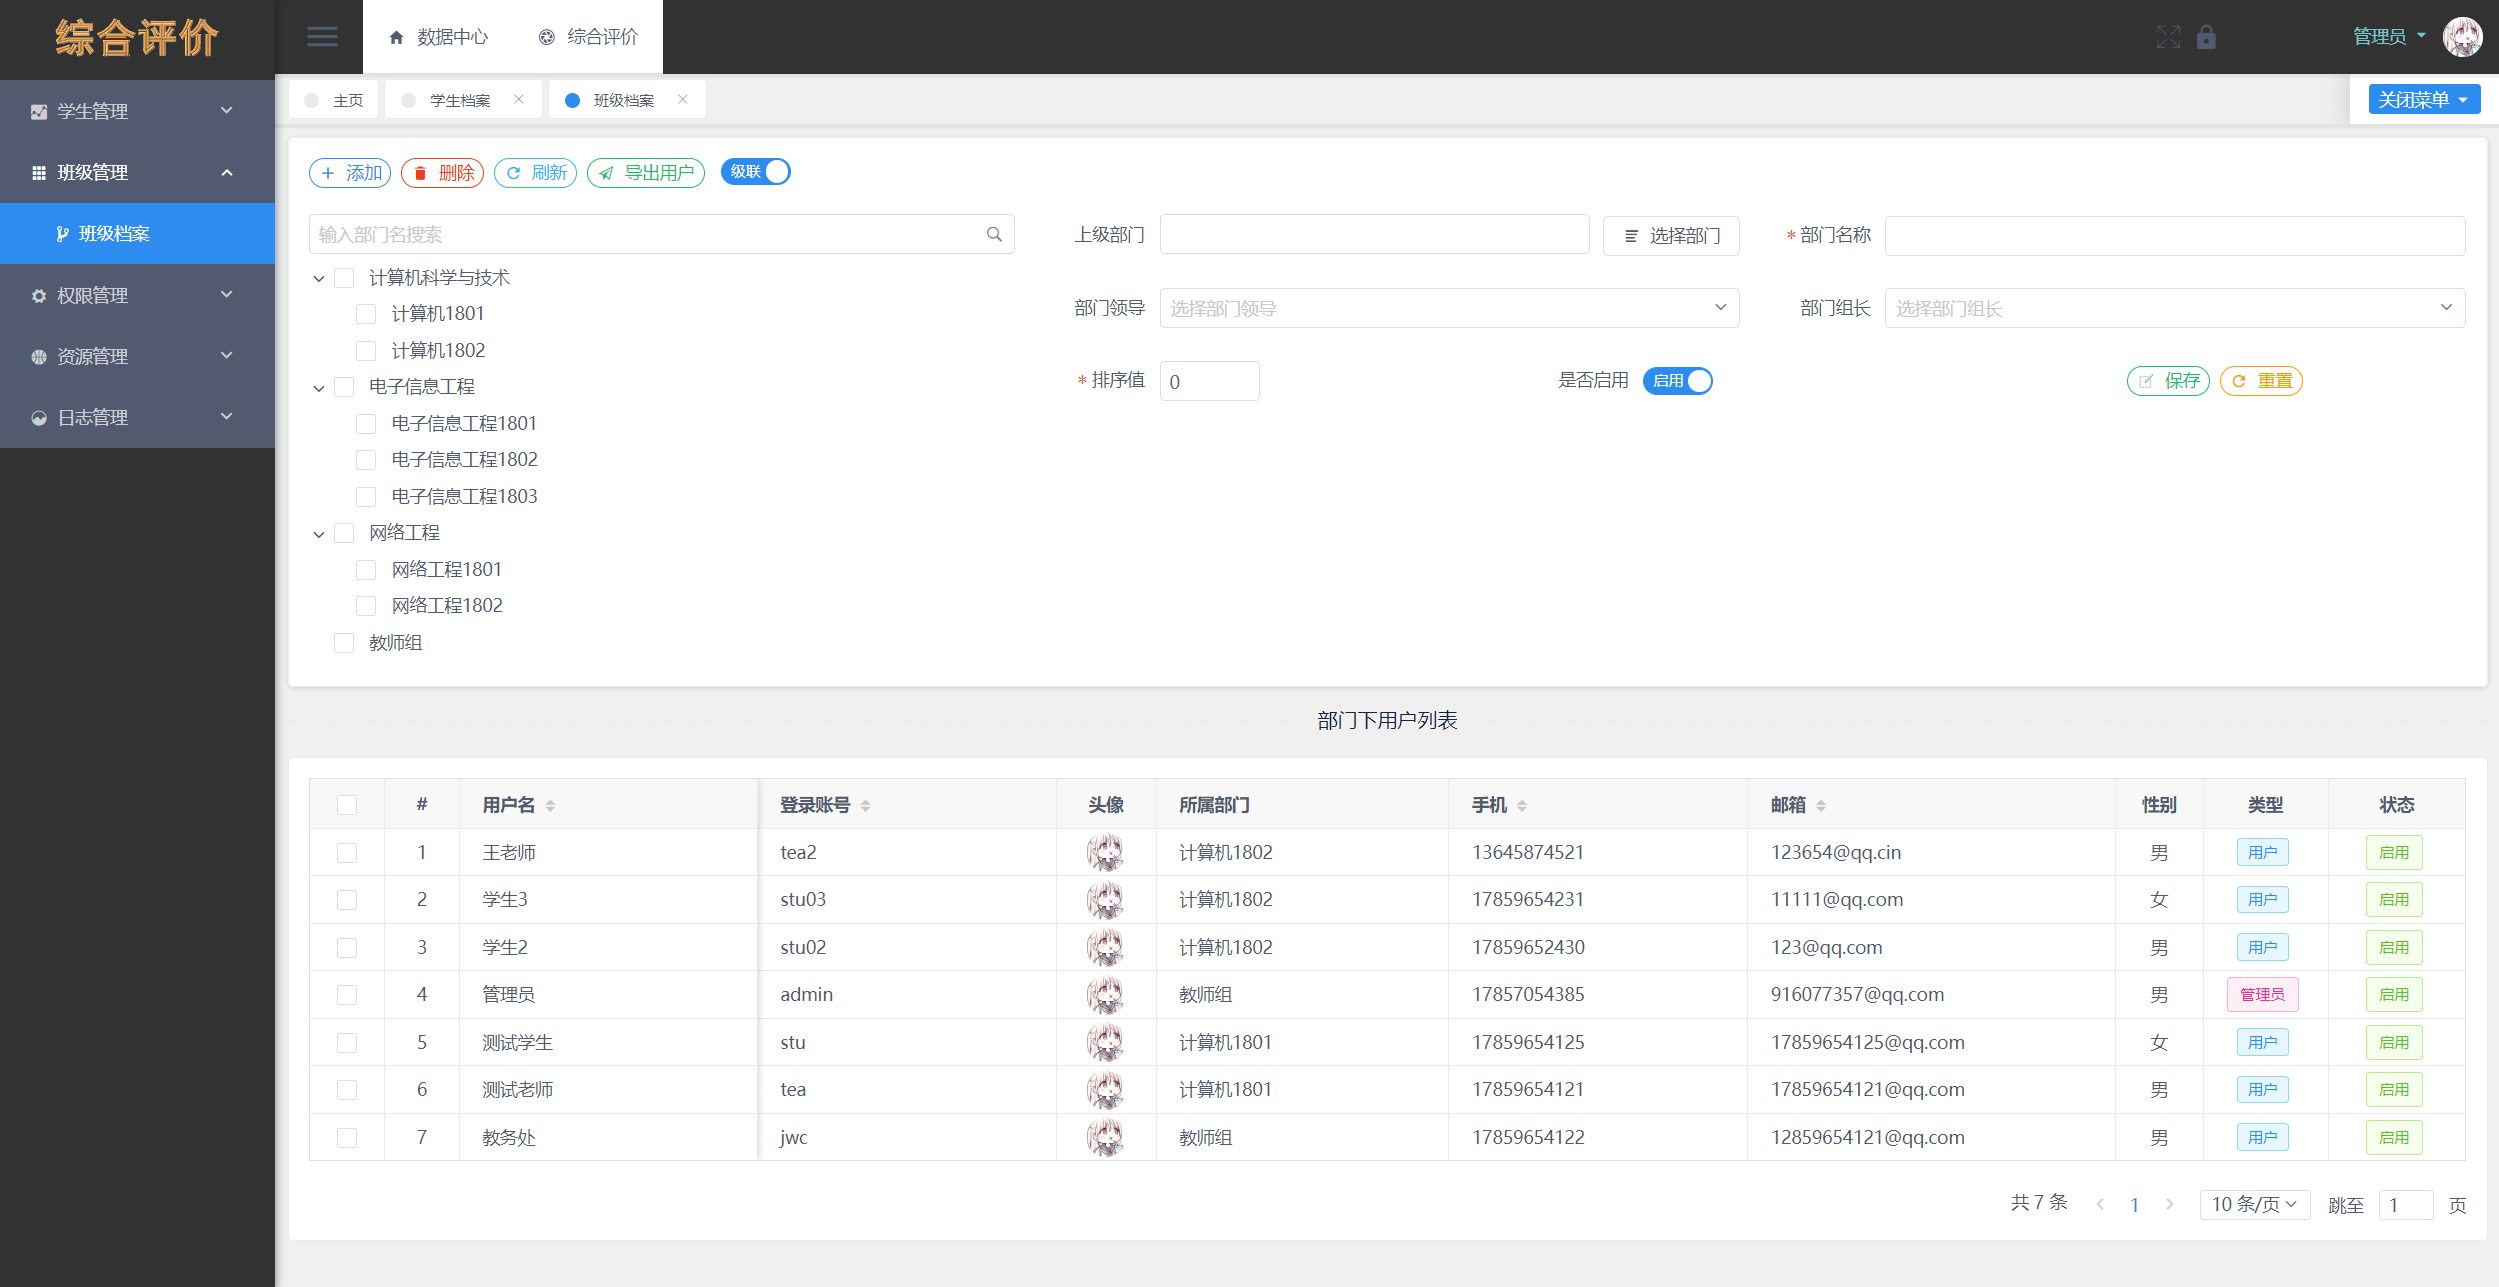 综合评价
数据中心 综合评价
管理员
学生管理
班级管理
班级档案
权限管理
资源管理
日志管理
主页 学生档案 班级档案 关闭菜单
添加 删除 刷新 导出用户 级联
输入部门名搜索
计算机科学与技术
计算机1801
计算机1802
电子信息工程
电子信息工程1801
电子信息工程1802
电子信息工程1803
网络工程
网络工程1801
网络工程1802
教师组
上级部门 选择部门 * 部门名称
部门领导 选择部门领导 部门组长 选择部门组长
* 排序值 0 是否启用 启用 保存 重置
部门下用户列表
# 用户名 登录账号 头像 所属部门 手机 邮箱 性别 类型 状态
1 王老师 tea2 计算机1802 13645874521 123654@qq.cin 男 用户 启用
2 学生3 stu03 计算机1802 17859654231 11111@qq.com 女 用户 启用
3 学生2 stu02 计算机1802 17859652430 123@qq.com 男 用户 启用
4 管理员 admin 教师组 17857054385 916077357@qq.com 男 管理员 启用
5 测试学生 stu 计算机1801 17859654125 17859654125@qq.com 女 用户 启用
6 测试老师 tea 计算机1801 17859654121 17859654121@qq.com 男 用户 启用
7 教务处 jwc 教师组 17859654122 12859654121@qq.com 男 用户 启用
共 7 条 1 10 条/页 跳至 1 页